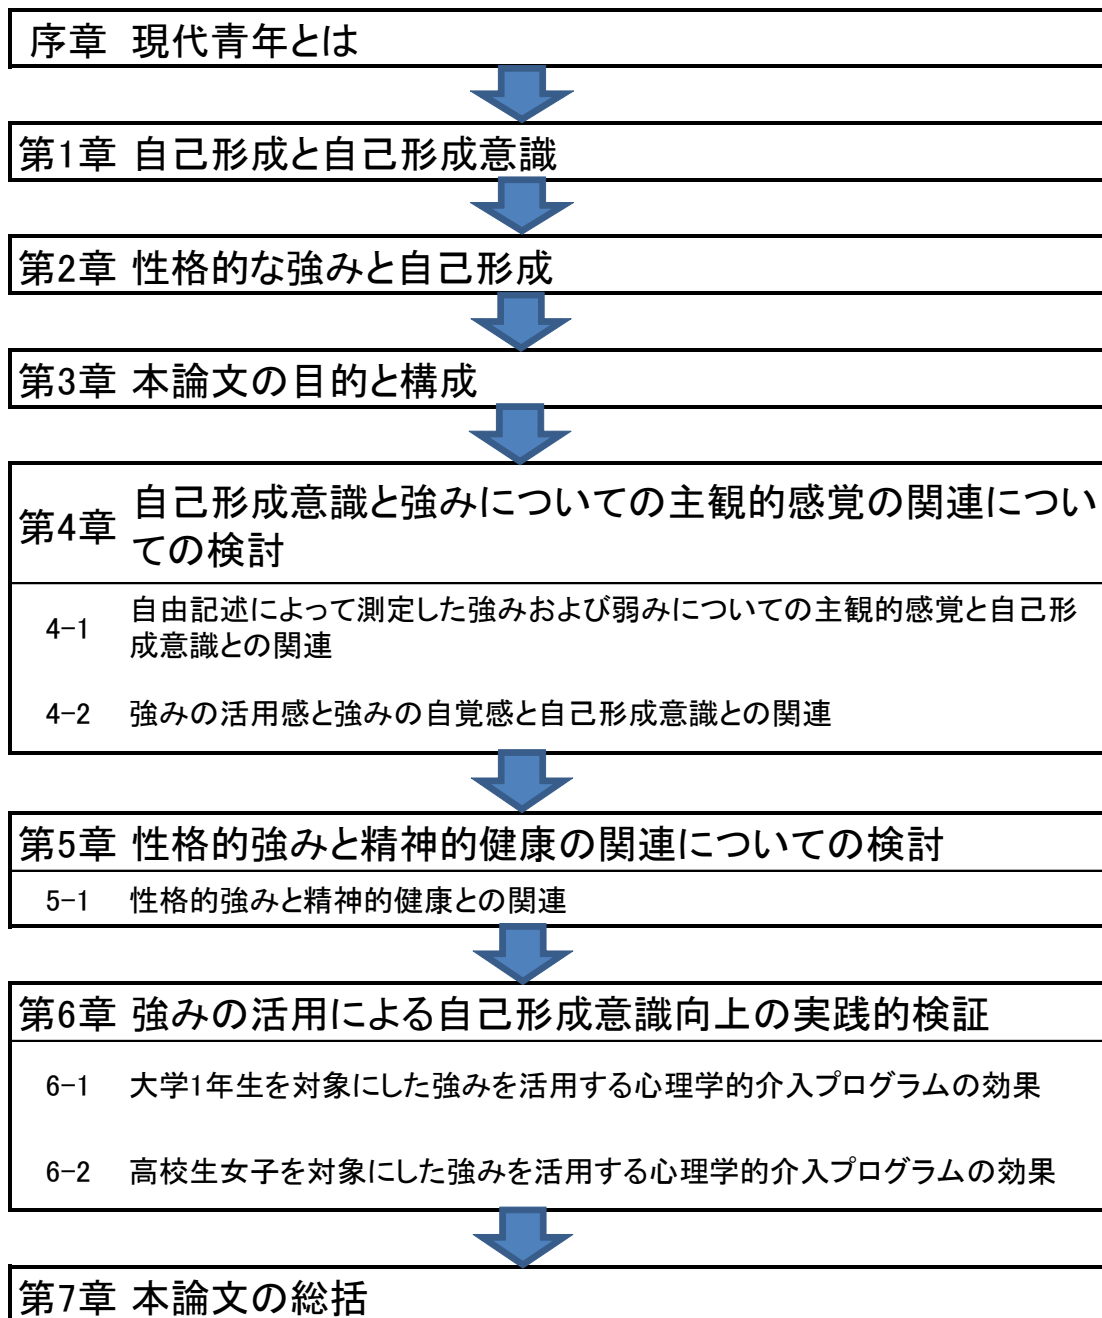 序章 現代青年とは
第1章 自己形成と自己形成意識
第2章 性格的な強みと自己形成
第3章 本論文の目的と構成
第4章 自己形成意識と強みについての主観的感覚の関連につい
ての検討
4-1 自由記述によって測定した強みおよび弱みについての主観的感覚と自己形
成意識との関連
4-2 強みの活用感と強みの自覚感と自己形成意識との関連
第5章 性格的強みと精神的健康の関連についての検討
5-1 性格的強みと精神的健康との関連
第6章 強みの活用による自己形成意識向上の実践的検証
6-1 大学1年生を対象にした強みを活用する心理学的介入プログラムの効果
6-2 高校生女子を対象にした強みを活用する心理学的介入プログラムの効果
第7章 本論文の総括